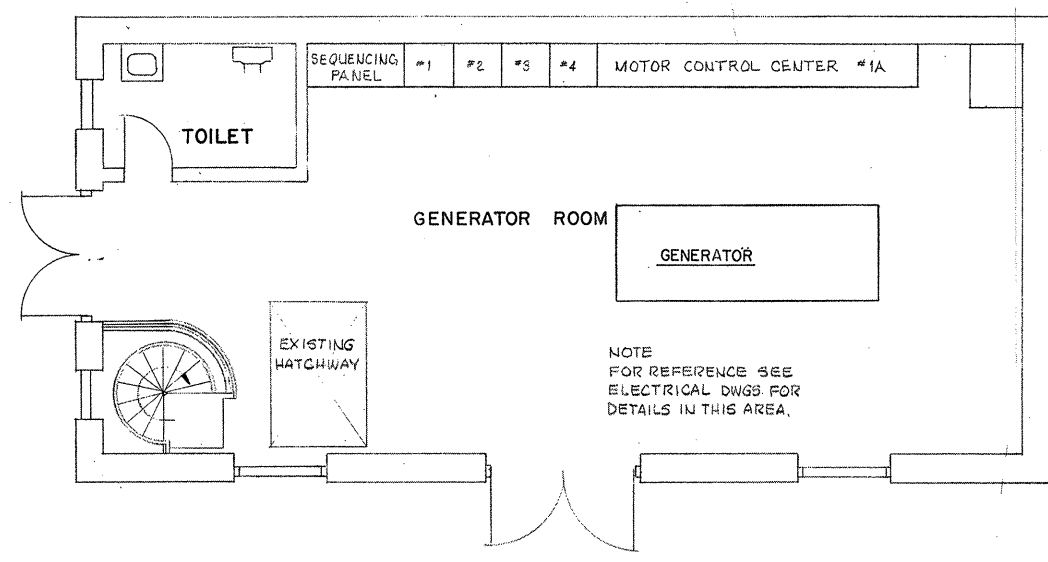 SEQUENCING
PANEL
#1
#2
#3
#4
MOTOR CONTROL CENTER #1A
TOILET
GENERATOR ROOM
GENERATOR
EXISTING
HATCHWAY
NOTE
FOR REFERENCE SEE
ELECTRICAL DWGS. FOR
DETAILS IN THIS AREA.